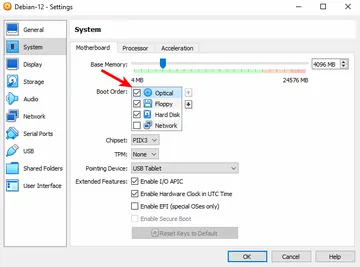 Debian-12 - Settings
General
System
Display
Storage
Audio
Network
Serial Ports
USB
Shared Folders
User Interface
System
Motherboard
Processor
Acceleration
Base Memory:
4096 MB
4 MB
24576 MB
Boot Order:
Optical
Floppy
Hard Disk
Network
Chipset:
PIIX3
TPM:
None
Pointing Device:
USB Tablet
Extended Features:
Enable I/O APIC
Enable Hardware Clock in UTC Time
Enable EFI (special OSes only)
Enable Secure Boot
Reset Keys to Default
OK
Cancel
Help